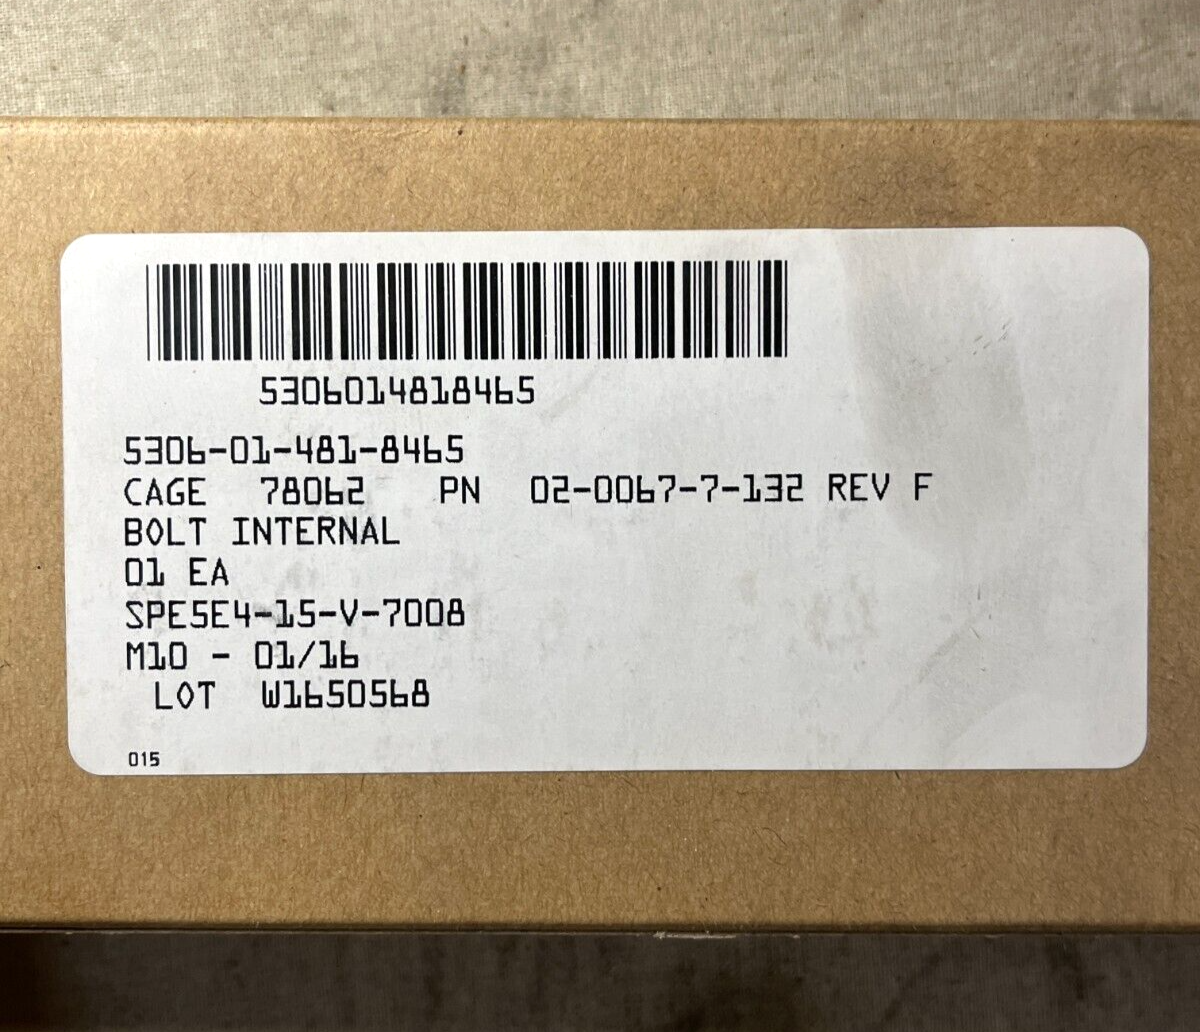 5306014818465
5306-01-481-8465
CAGE 78062 PN 02-0067-7-132 REV F
BOLT INTERNAL
01 EA
SPE5E4-15-V-7008
M10 - 01/16
LOT W1650568
015